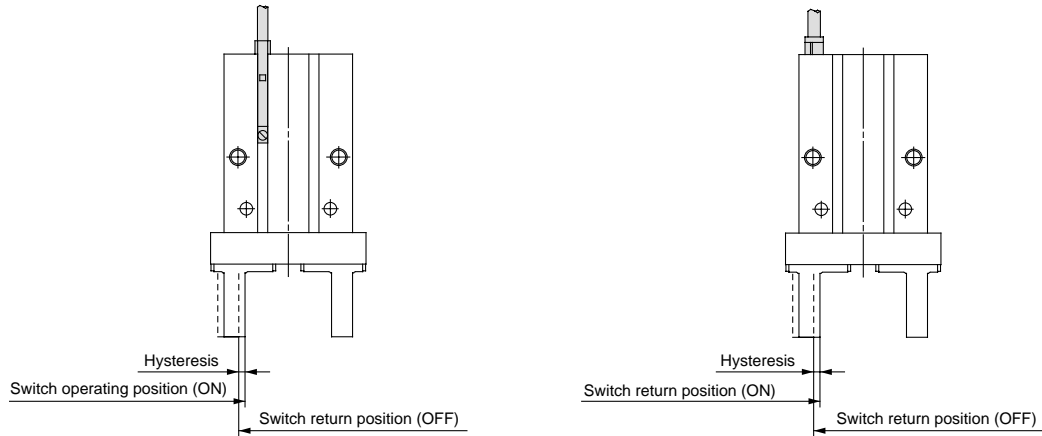 Hysteresis
Switch operating position (ON)
Switch return position (OFF)
Hysteresis
Switch return position (ON)
Switch return position (OFF)